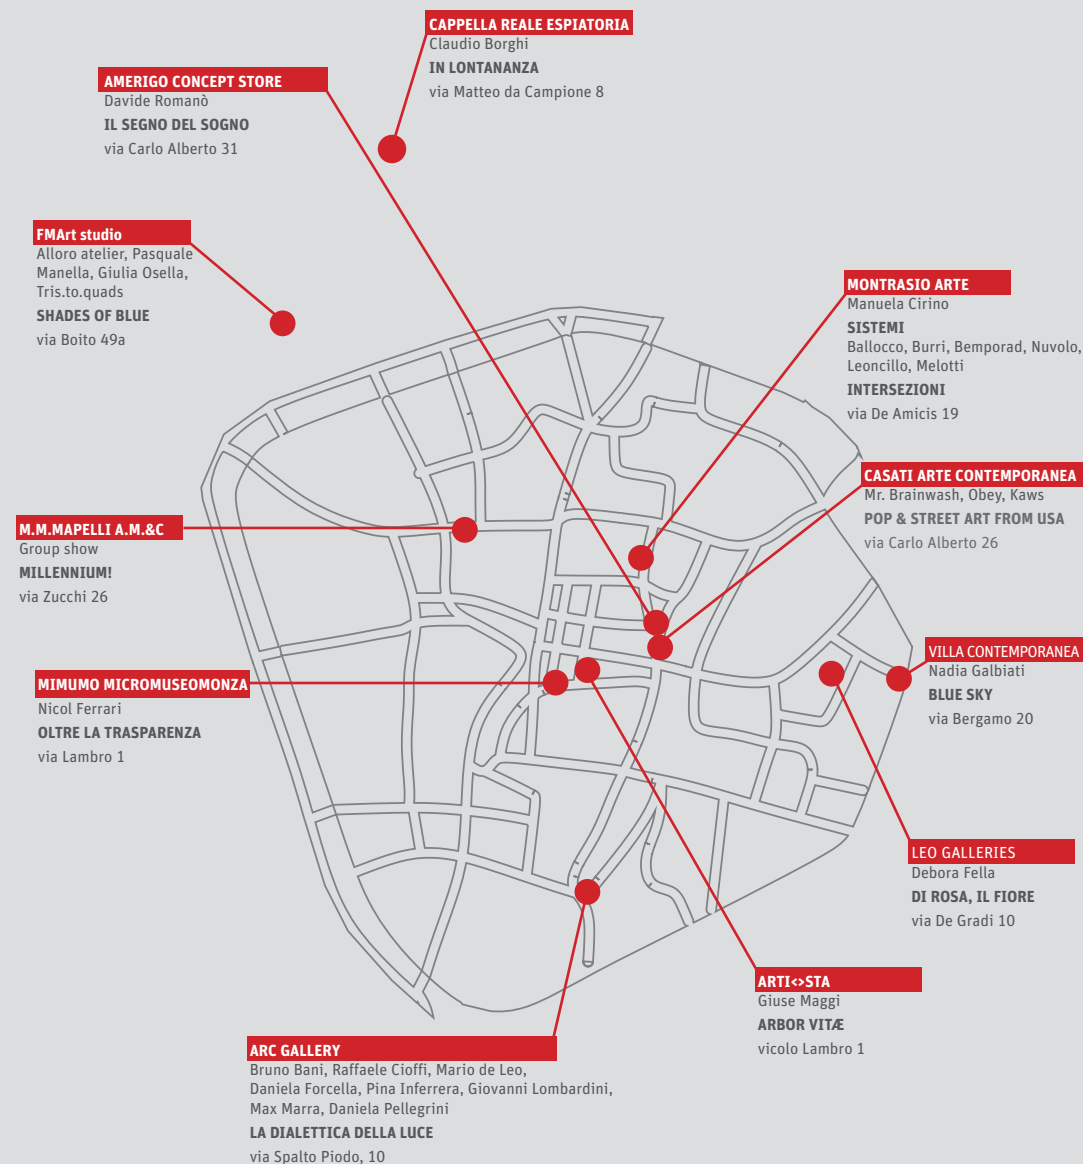 CAPPELLA REALE ESPIATORIA
Claudio Borghi
IN LONTANANZA
via Matteo da Campione 8
AMERIGO CONCEPT STORE
Davide Romanò
IL SEGNO DEL SOGNO
via Carlo Alberto 31
FMArt studio
Alloro atelier, Pasquale
Manella, Giulia Osella,
Tris.to.quads
SHADES OF BLUE
via Boito 49a
MONTRASIO ARTE
Manuela Cirino
SISTEMI
Ballocco, Burri, Bemporad, Nuvolo,
Leoncillo, Melotti
INTERSEZIONI
via De Amicis 19
CASATI ARTE CONTEMPORANEA
Mr. Brainwash, Obey, Kaws
POP & STREET ART FROM USA
via Carlo Alberto 26
M.M.MAPELLI A.M.&C
Group show
MILLENNIUM!
via Zucchi 26
VILLA CONTEMPORANEA
Nadia Galbiati
BLUE SKY
via Bergamo 20
MIMUMO MICROMUSEOMONZA
Nicol Ferrari
OLTRE LA TRASPARENZA
via Lambro 1
LEO GALLERIES
Debora Fella
DI ROSA, IL FIORE
via De Gradi 10
ARTI<>STA
Giuse Maggi
ARBOR VITÆ
vicolo Lambro 1
ARC GALLERY
Bruno Bani, Raffaele Cioffi, Mario de Leo,
Daniela Forcella, Pina Inferrera, Giovanni Lombardini,
Max Marra, Daniela Pellegrini
LA DIALETTICA DELLA LUCE
via Spalto Piodo, 10